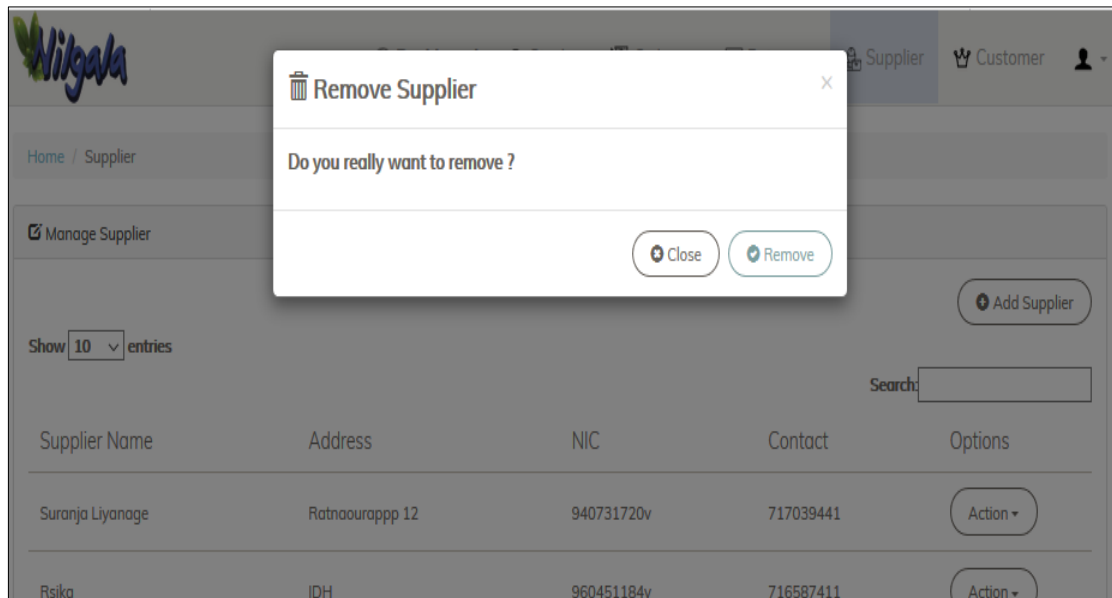 Nilgala
Supplier
Customer
Remove Supplier
×
Do you really want to remove ?
Close
Remove
Home / Supplier
Manage Supplier
Add Supplier
Show 10 entries
Search:
Supplier Name Address NIC Contact Options
Suranja Liyanage Ratnaourappp 12 940731720v 717039441 Action
Rsika IDH 960451184v 716587411 Action